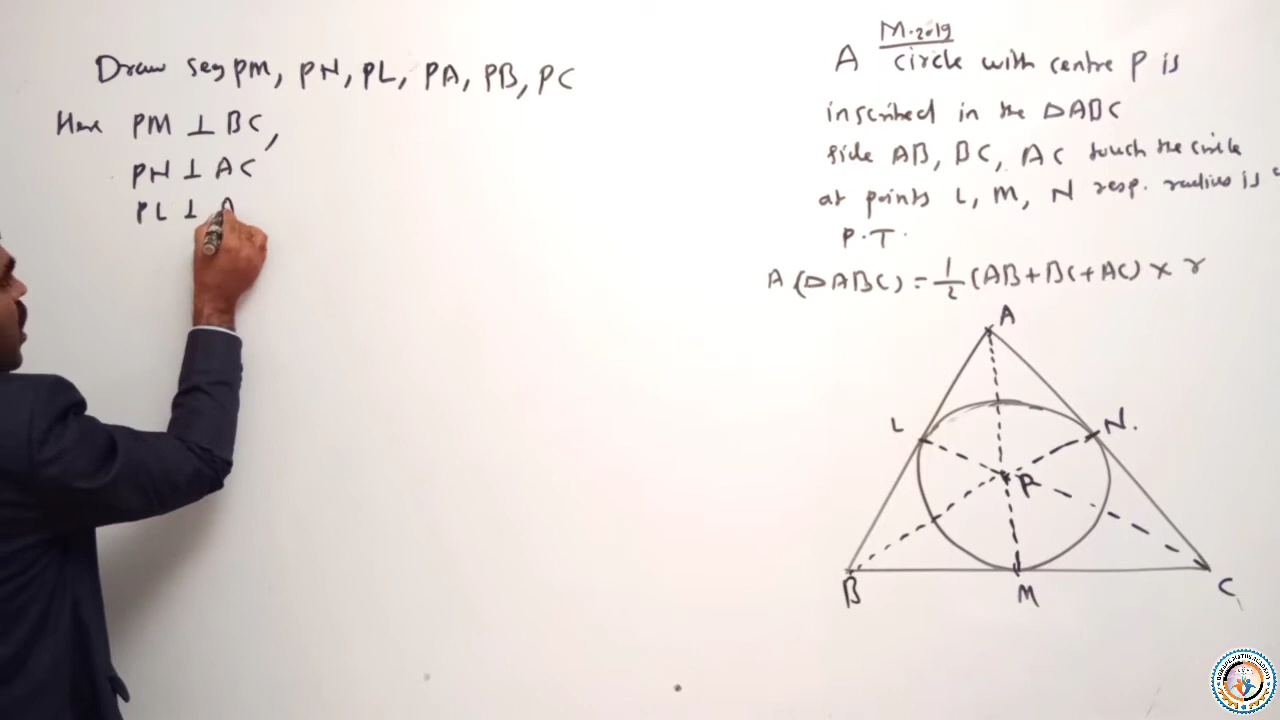 Draw seg PM, PN, PL, PA, PB, PC
Here PM ⊥ BC,
PN ⊥ AC
PL ⊥ A
M.2019
A circle with centre P is
inscribed in the △ABC
side AB, BC, AC touch the circle
at points L, M, N resp. radius is
P.T.
A(△ABC) = 1/2 (AB+BC+AC) × r
A
L
N.
P
B
M
C